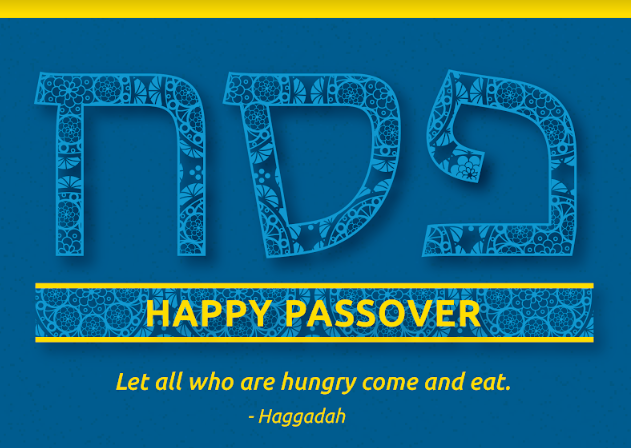 פסח
HAPPY PASSOVER
Let all who are hungry come and eat.
- Haggadah